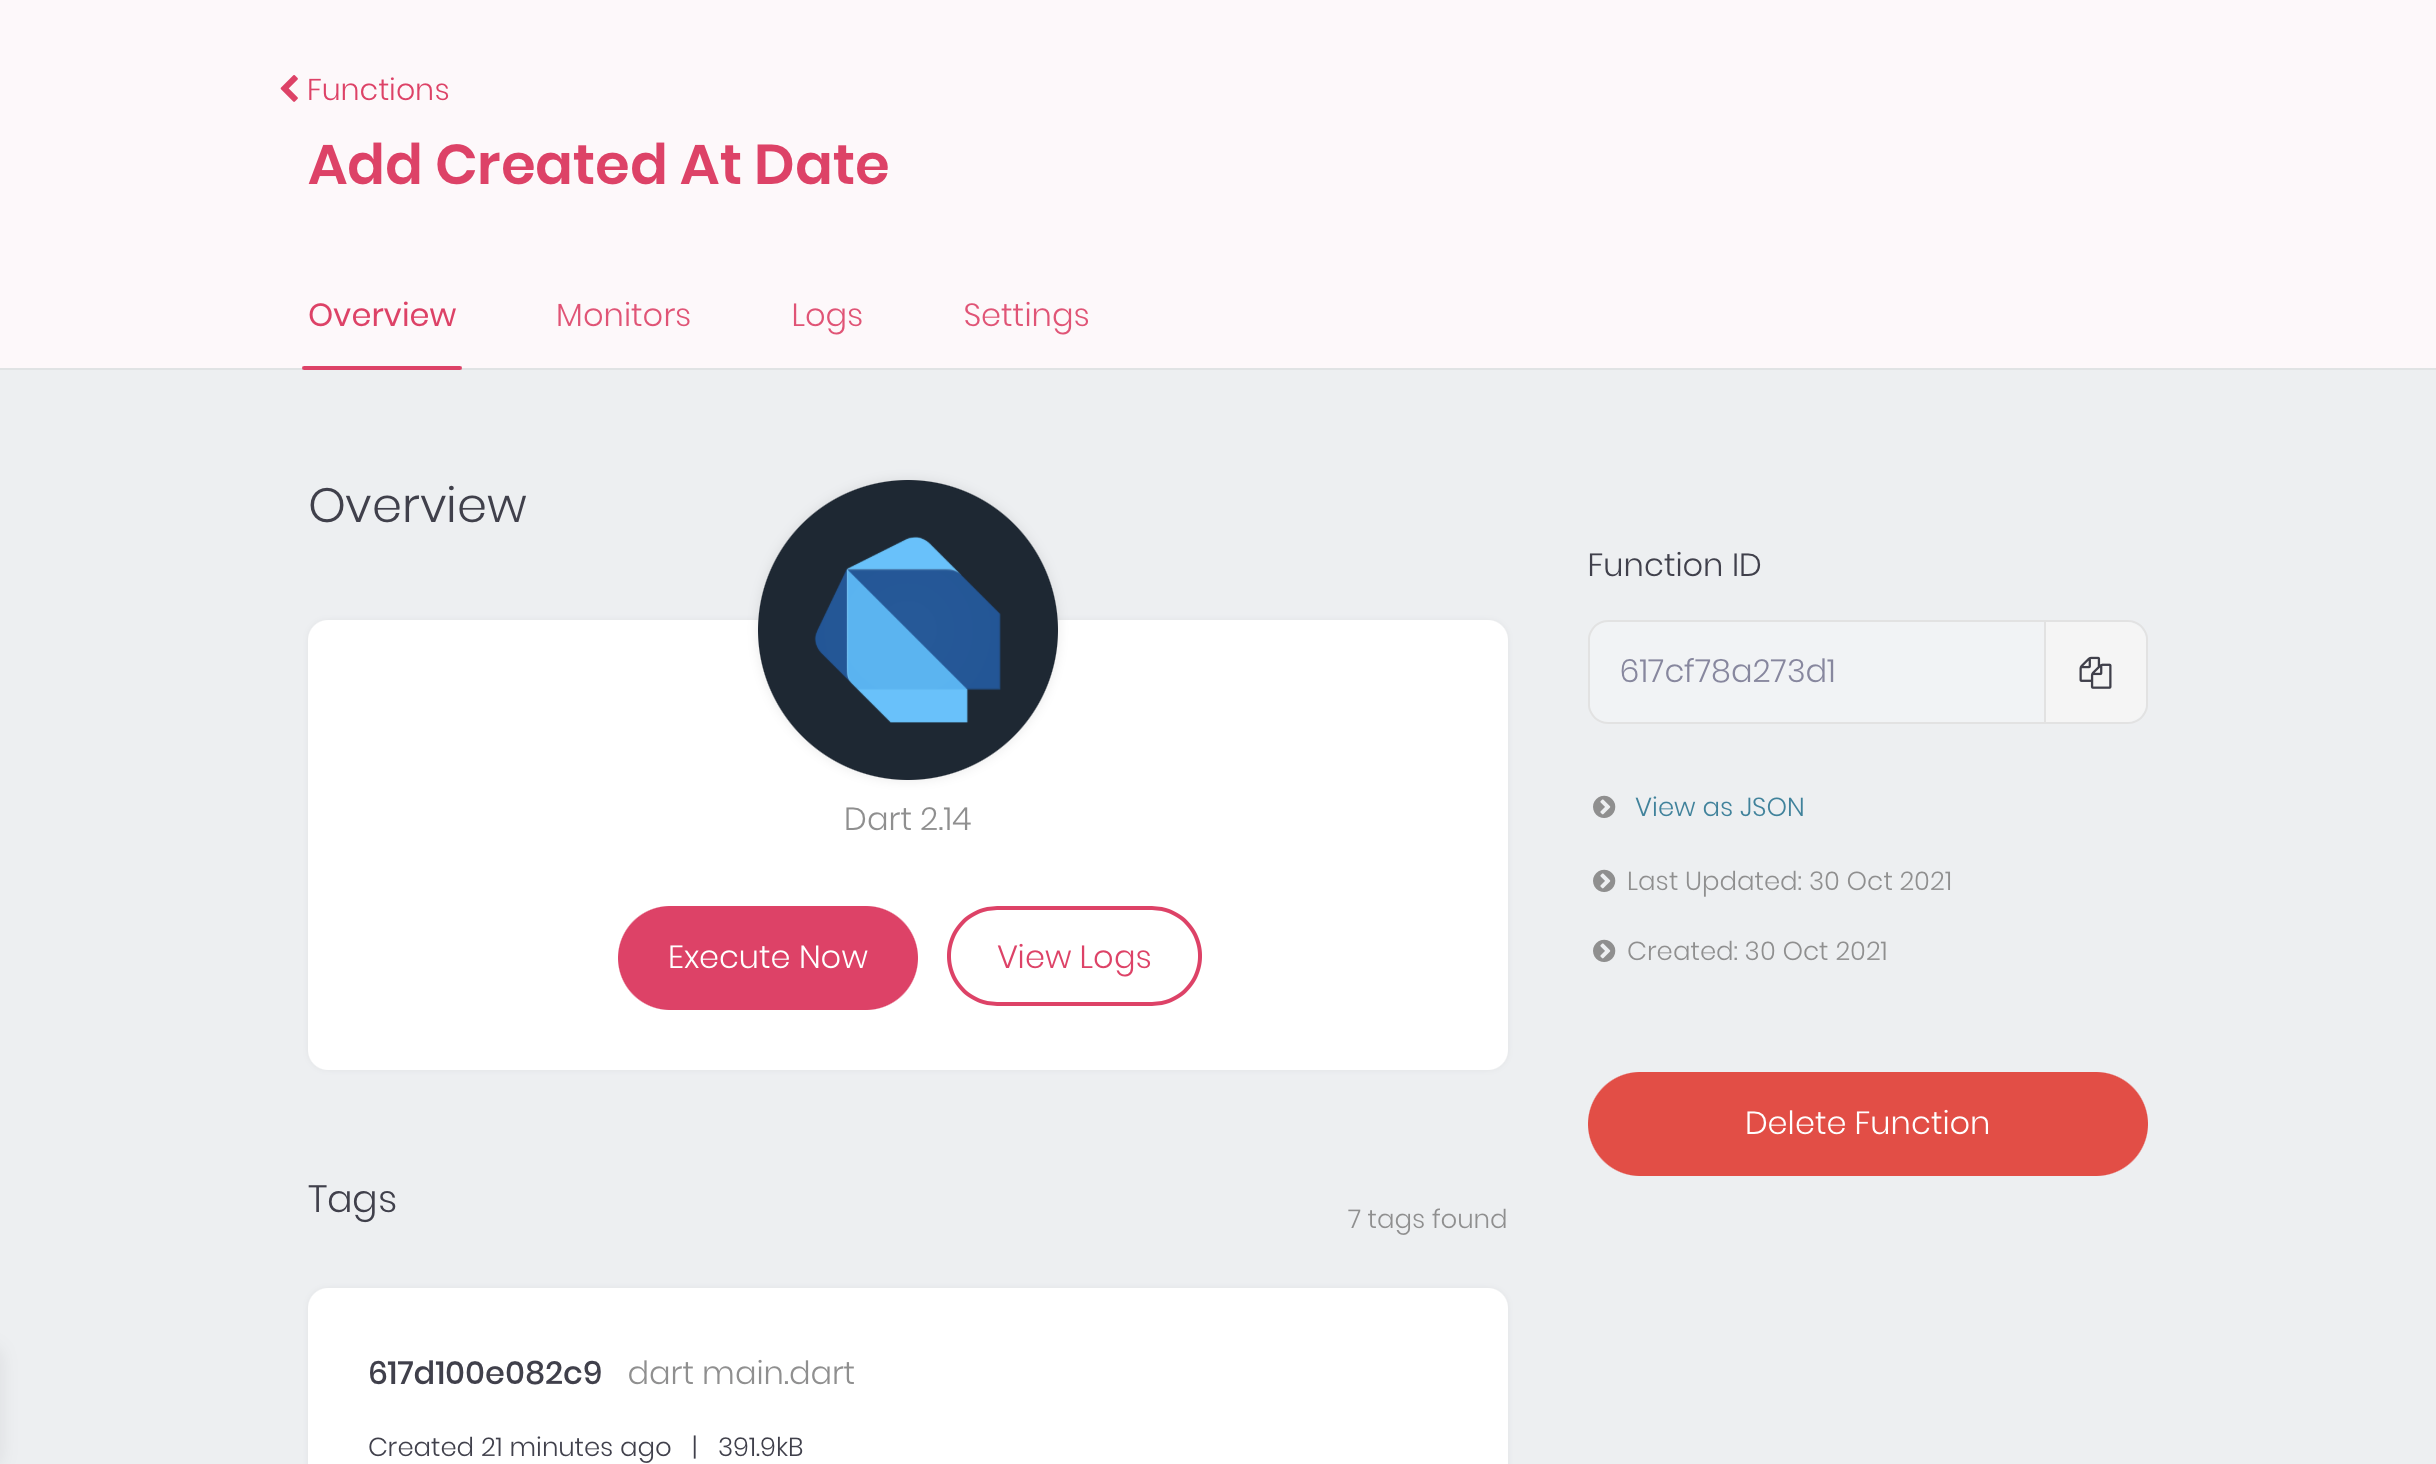 Functions
Add Created At Date
Overview
Monitors
Logs
Settings
Overview
Dart 2.14
Execute Now
View Logs
Function ID
617cf78a273d1
View as JSON
Last Updated: 30 Oct 2021
Created: 30 Oct 2021
Delete Function
Tags
7 tags found
617d100e082c9 dart main.dart
Created 21 minutes ago | 391.9kB